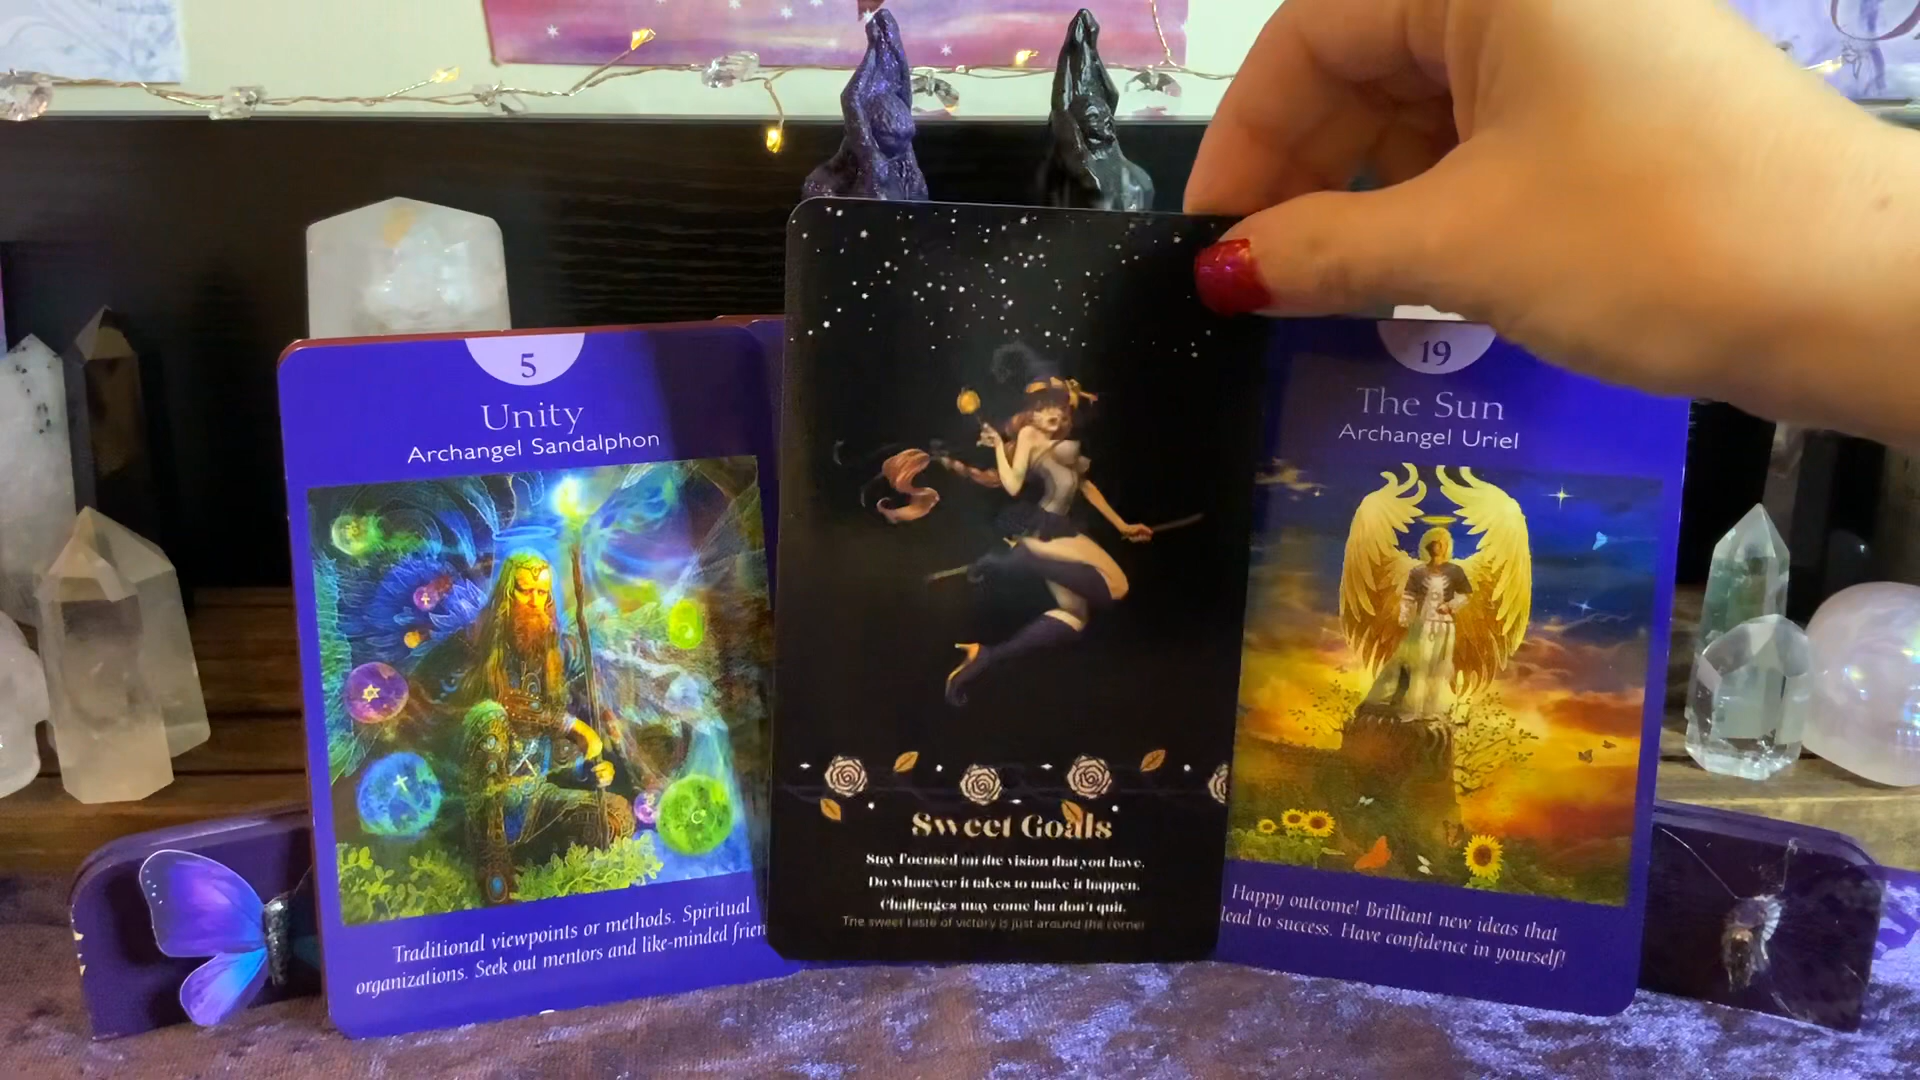 5
Unity
Archangel Sandalphon
Traditional viewpoints or methods. Spiritual
organizations. Seek out mentors and like-minded
Sweet Goals
Stay Focused on the vision that you have.
Do whatever it takes to make it happen.
Challenges may come but don't quit.
The sweet taste of victory is just around the corner
19
The Sun
Archangel Uriel
Happy outcome! Brilliant new ideas that
lead to success. Have confidence in yourself!